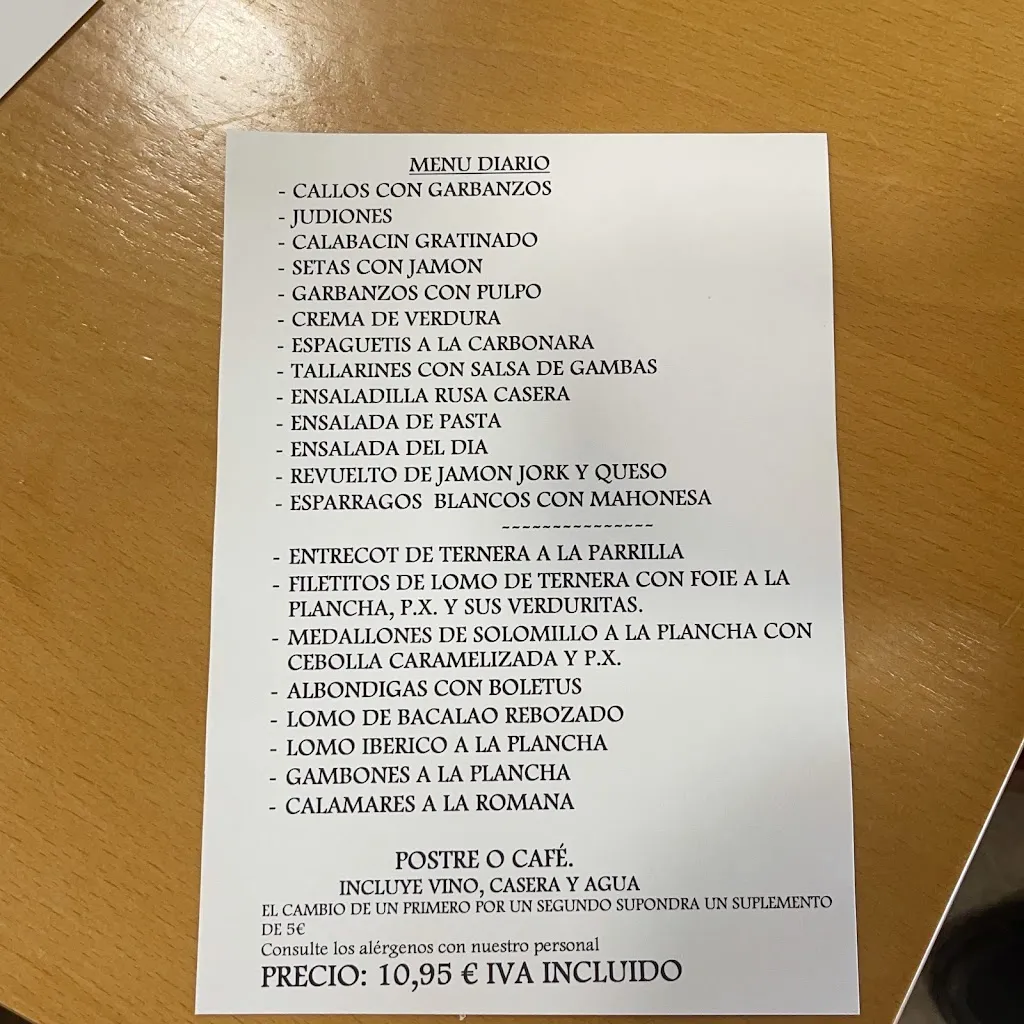 MENU DIARIO
- CALLOS CON GARBANZOS
- JUDIONES
- CALABACIN GRATINADO
- SETAS CON JAMON
- GARBANZOS CON PULPO
- CREMA DE VERDURA
- ESPAGUETIS A LA CARBONARA
- TALLARINES CON SALSA DE GAMBAS
- ENSALADILLA RUSA CASERA
- ENSALADA DE PASTA
- ENSALADA DEL DIA
- REVUELTO DE JAMON JORK Y QUESO
- ESPARRAGOS BLANCOS CON MAHONESA
~~~~~~~~~~~~~~~
- ENTRECOT DE TERNERA A LA PARRILLA
- FILETITOS DE LOMO DE TERNERA CON FOIE A LA
PLANCHA, P.X. Y SUS VERDURITAS.
- MEDALLONES DE SOLOMILLO A LA PLANCHA CON
CEBOLLA CARAMELIZADA Y P.X.
- ALBONDIGAS CON BOLETUS
- LOMO DE BACALAO REBOZADO
- LOMO IBERICO A LA PLANCHA
- GAMBONES A LA PLANCHA
- CALAMARES A LA ROMANA
POSTRE O CAFÉ.
INCLUYE VINO, CASERA Y AGUA
EL CAMBIO DE UN PRIMERO POR UN SEGUNDO SUPONDRA UN SUPLEMENTO
DE 5€
Consulte los alérgenos con nuestro personal
PRECIO: 10,95 € IVA INCLUIDO